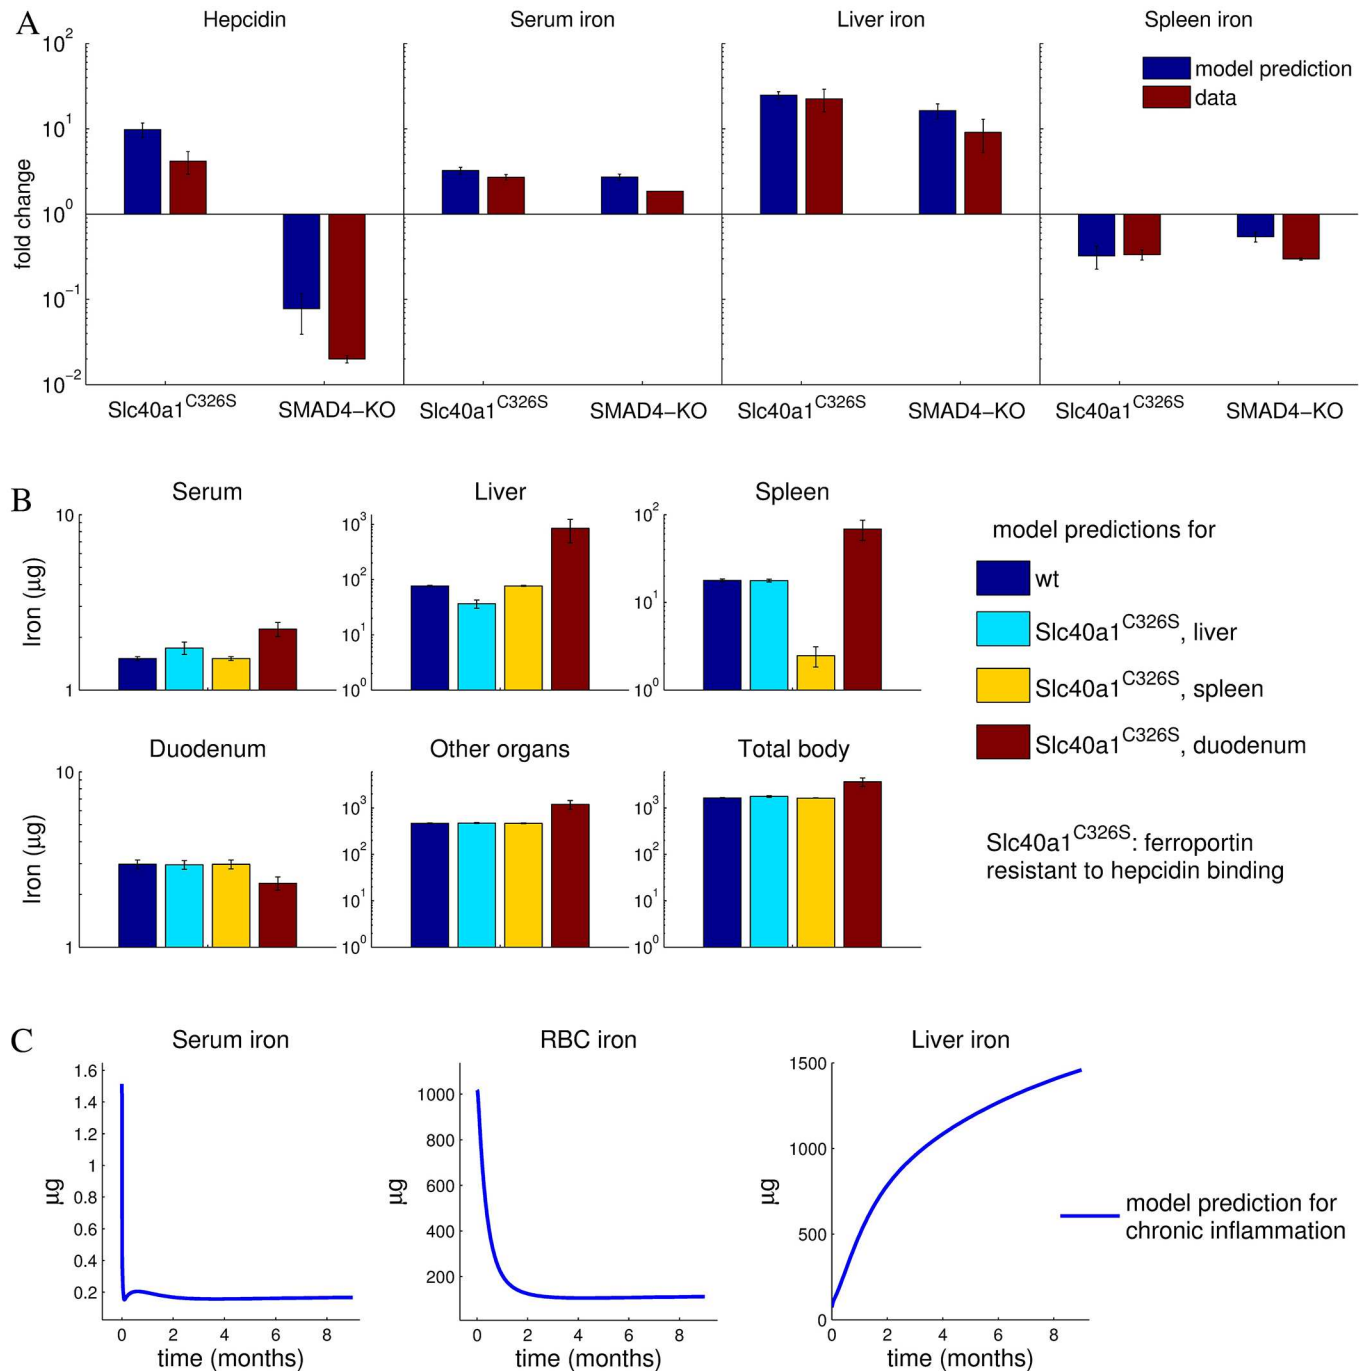 A
Hepcidin
Serum iron
Liver iron
Spleen iron
fold change
10^2
10^1
10^0
10^−1
10^−2
model prediction
data
Slc40a1^C326S
SMAD4−KO
Slc40a1^C326S
SMAD4−KO
Slc40a1^C326S
SMAD4−KO
Slc40a1^C326S
SMAD4−KO
B
Serum
Liver
Spleen
Iron (μg)
10
1
10^3
10^2
10^1
10^0
10^2
10^1
10^0
model predictions for
wt
Slc40a1^C326S, liver
Slc40a1^C326S, spleen
Slc40a1^C326S, duodenum
Duodenum
Other organs
Total body
Iron (μg)
10
1
10^3
10^2
10^1
10^0
10^3
10^2
10^1
10^0
Slc40a1^C326S: ferroportin
resistant to hepcidin binding
C
Serum iron
RBC iron
Liver iron
μg
1.6
1.4
1.2
1
0.8
0.6
0.4
0.2
0 2 4 6 8
time (months)
μg
1000
800
600
400
200
0 2 4 6 8
time (months)
μg
1500
1000
500
0
0 2 4 6 8
time (months)
model prediction for
chronic inflammation